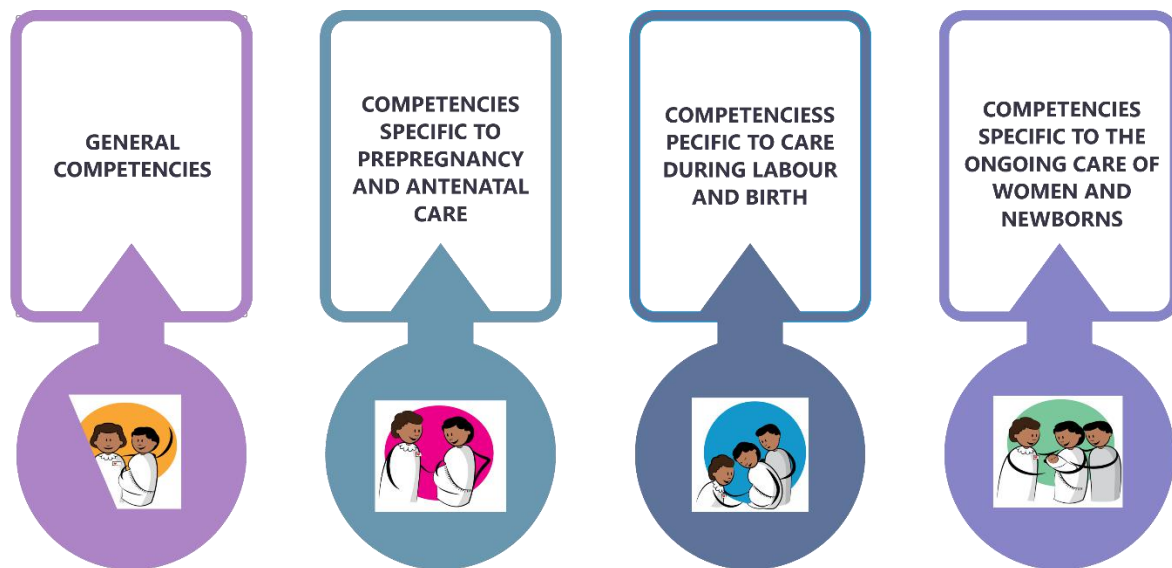 GENERAL
COMPETENCIES
COMPETENCIES
SPECIFIC TO
PREPREGNANCY
AND ANTENATAL
CARE
COMPETENCIESS
PECIFIC TO CARE
DURING LABOUR
AND BIRTH
COMPETENCIES
SPECIFIC TO THE
ONGOING CARE OF
WOMEN AND
NEWBORNS